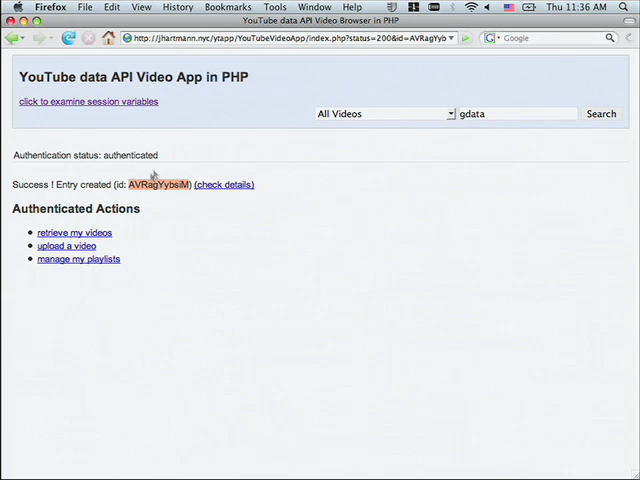 Firefox File Edit View History Bookmarks Tools Window Help Thu 11:36 AM
YouTube data API Video Browser in PHP
http://jhartmann.nyc/ytapp/YouTubeVideoApp/index.php?status=200&id=AVRagYyb
Google
YouTube data API Video App in PHP
click to examine session variables
All Videos gdata Search
Authentication status: authenticated
Success ! Entry created (id: AVRagYybsiM) (check details)
Authenticated Actions
retrieve my videos
upload a video
manage my playlists